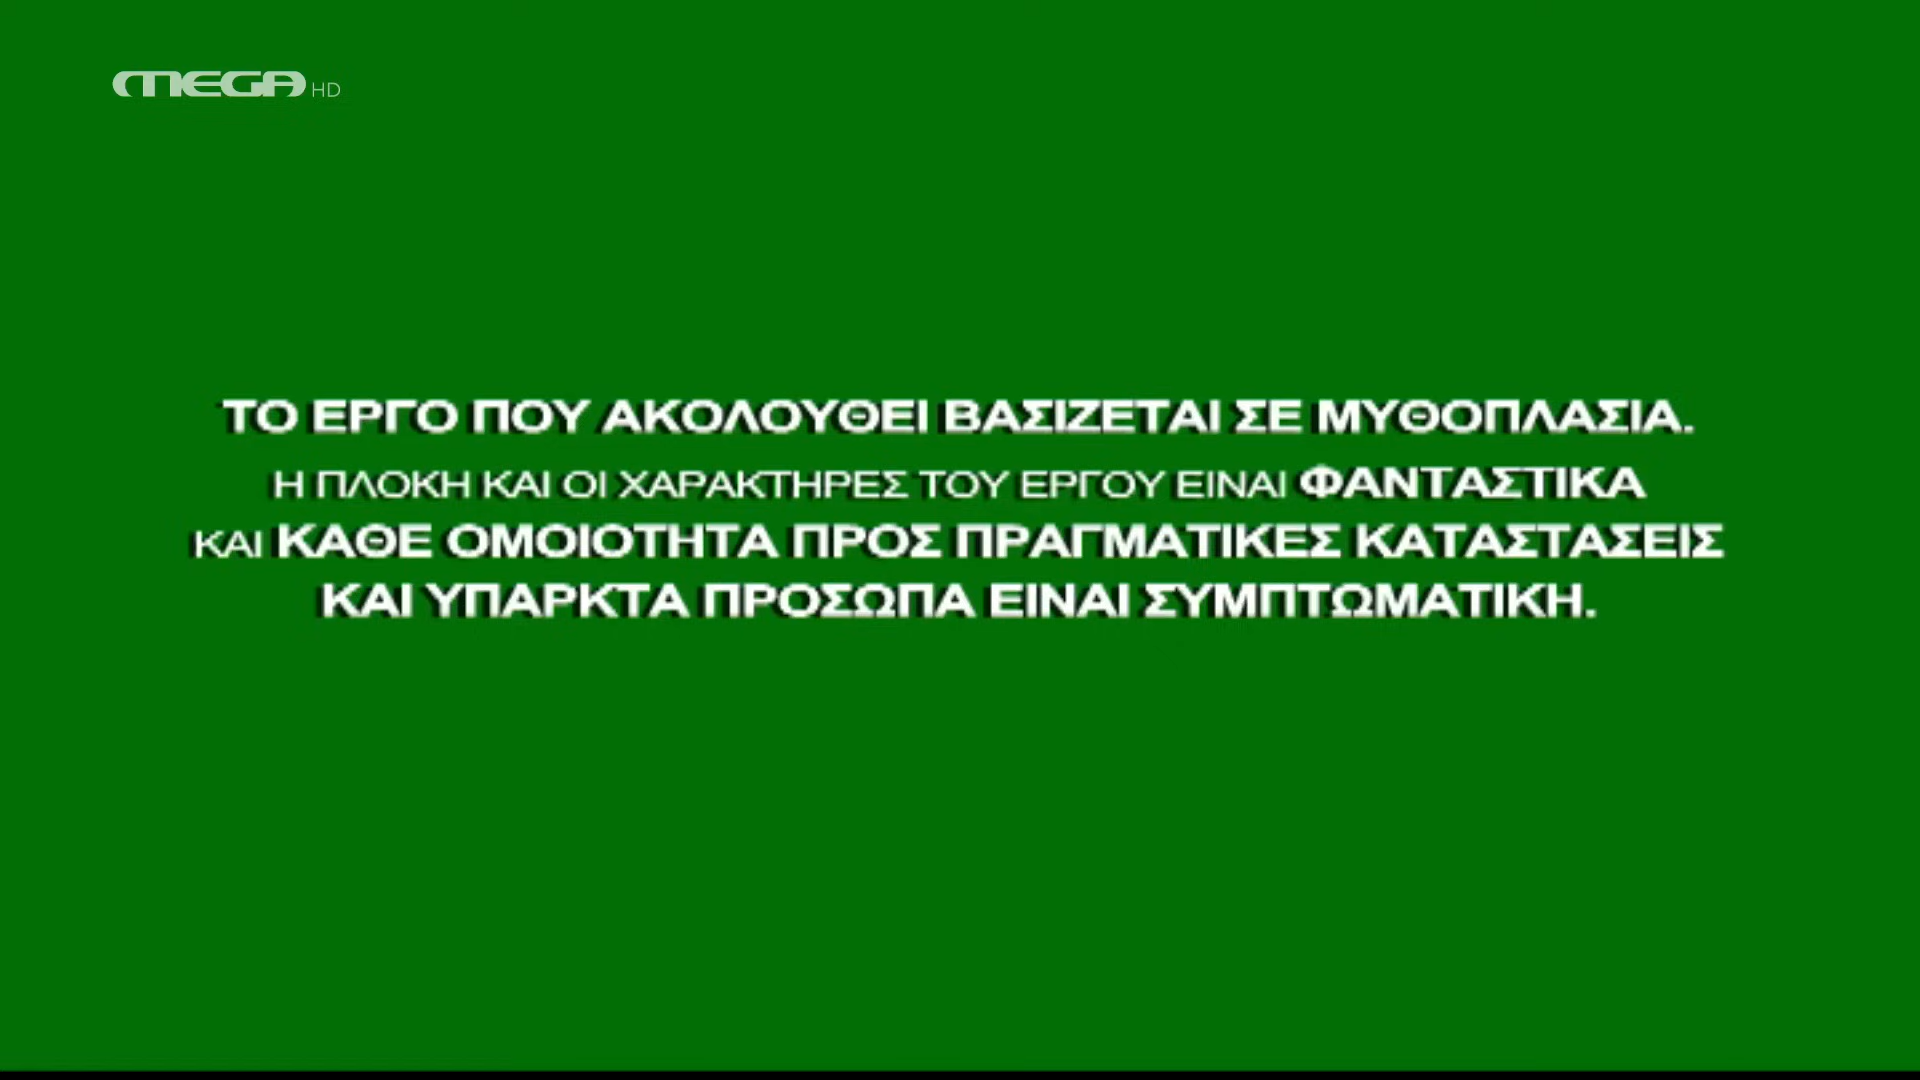 MEGA HD
ΤΟ ΕΡΓΟ ΠΟΥ ΑΚΟΛΟΥΘΕΙ ΒΑΣΙΖΕΤΑΙ ΣΕ ΜΥΘΟΠΛΑΣΙΑ.
Η ΠΛΟΚΗ ΚΑΙ ΟΙ ΧΑΡΑΚΤΗΡΕΣ ΤΟΥ ΕΡΓΟΥ ΕΙΝΑΙ ΦΑΝΤΑΣΤΙΚΑ
ΚΑΙ ΚΑΘΕ ΟΜΟΙΟΤΗΤΑ ΠΡΟΣ ΠΡΑΓΜΑΤΙΚΕΣ ΚΑΤΑΣΤΑΣΕΙΣ
ΚΑΙ ΥΠΑΡΚΤΑ ΠΡΟΣΩΠΑ ΕΙΝΑΙ ΣΥΜΠΤΩΜΑΤΙΚΗ.